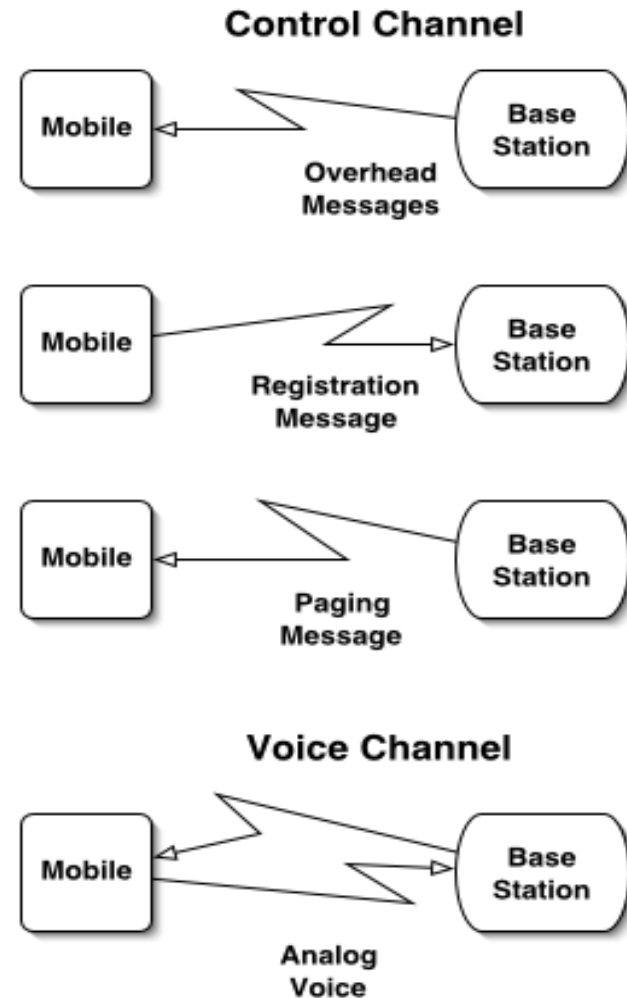 Control Channel
Mobile
Base
Station
Overhead
Messages
Mobile
Base
Station
Registration
Message
Mobile
Base
Station
Paging
Message
Voice Channel
Mobile
Base
Station
Analog
Voice